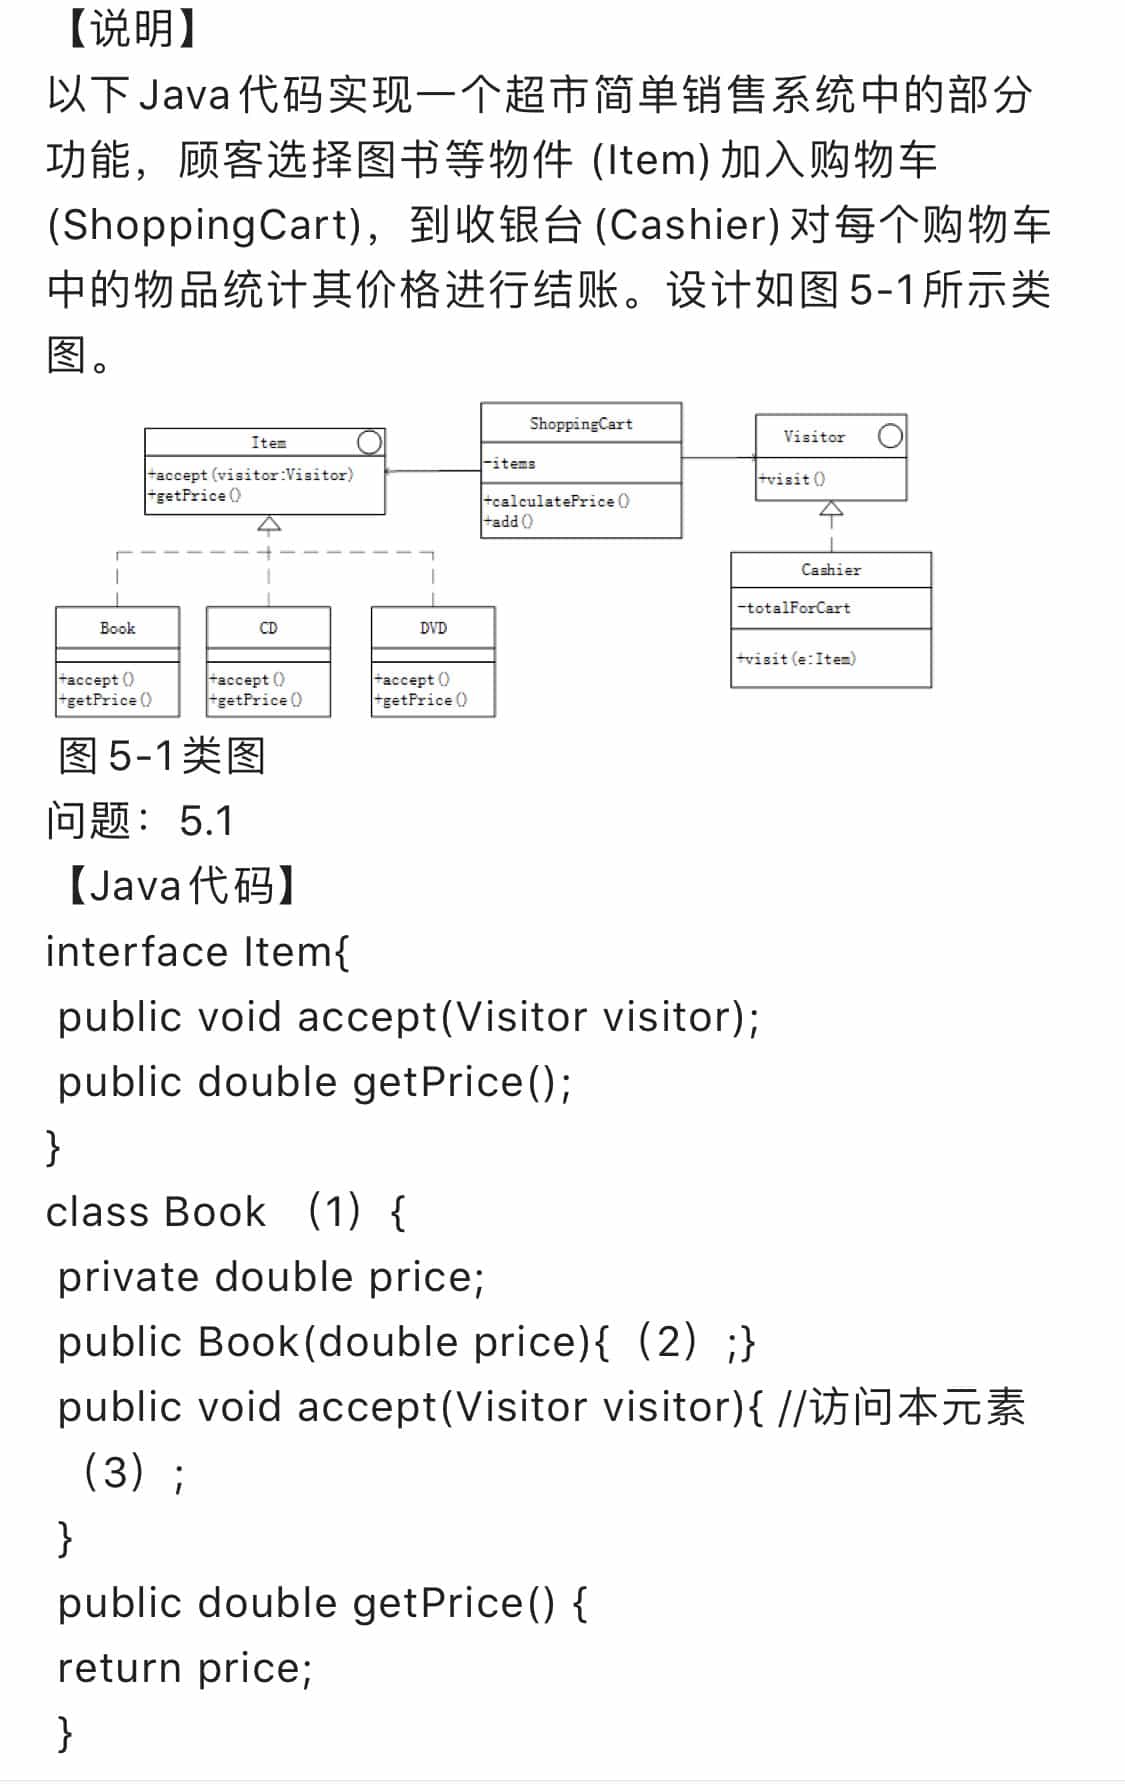 【说明】
以下Java代码实现一个超市简单销售系统中的部分
功能，顾客选择图书等物件 (Item)加入购物车
(ShoppingCart)，到收银台(Cashier)对每个购物车
中的物品统计其价格进行结账。设计如图5-1所示类
图。
Item
+accept(visitor:Visitor)
+getPrice()
ShoppingCart
-items
+calculatePrice()
+add()
Visitor
+visit()
Book
+accept()
+getPrice()
CD
+accept()
+getPrice()
DVD
+accept()
+getPrice()
Cashier
-totalForCart
+visit(e:Item)
图5-1类图
问题：5.1
【Java代码】
interface Item{
public void accept(Visitor visitor);
public double getPrice();
}
class Book （1）{
private double price;
public Book(double price){（2）;}
public void accept(Visitor visitor){ //访问本元素
（3）;
}
public double getPrice() {
return price;
}